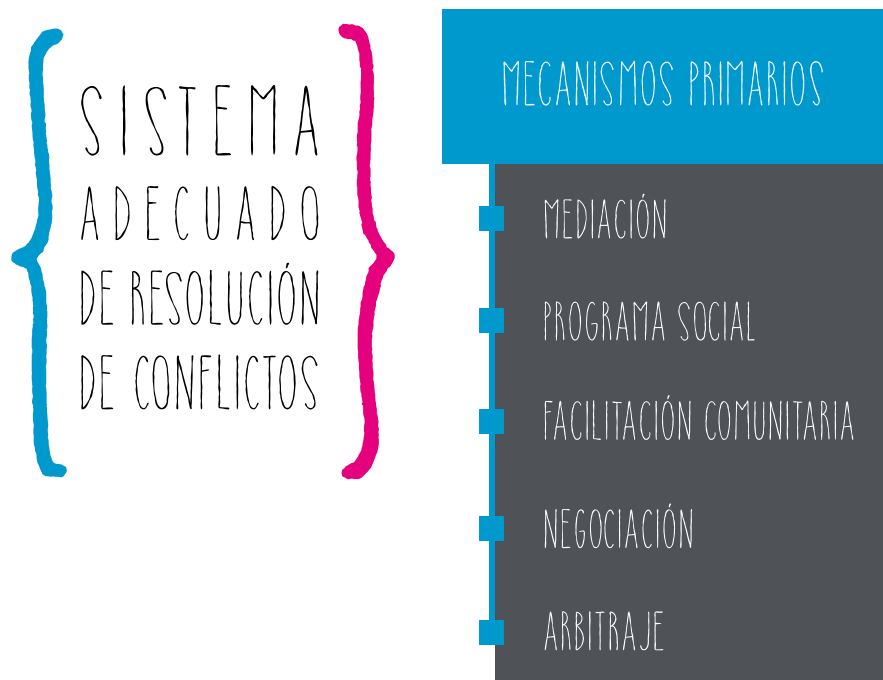 SISTEMA
ADECUADO
DE RESOLUCIÓN
DE CONFLICTOS
MECANISMOS PRIMARIOS
MEDIACIÓN
PROGRAMA SOCIAL
FACILITACIÓN COMUNITARIA
NEGOCIACIÓN
ARBITRAJE